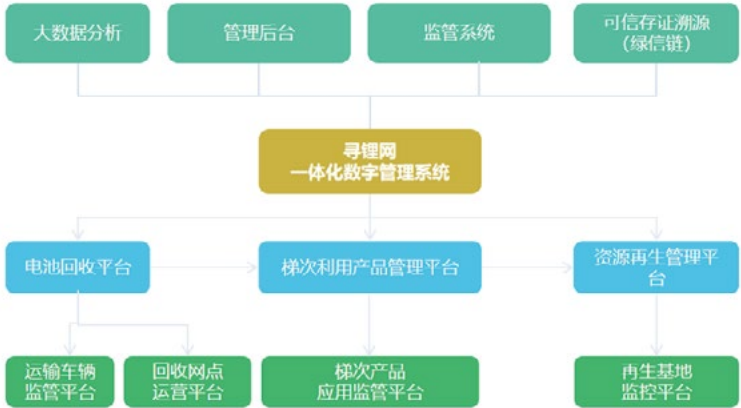 大数据分析
管理后台
监管系统
可信存证溯源
（绿信链）
寻锂网
一体化数字管理系统
电池回收平台
梯次利用产品管理平台
资源再生管理平
台
运输车辆
监管平台
回收网点
运营平台
梯次产品
应用监管平台
再生基地
监控平台